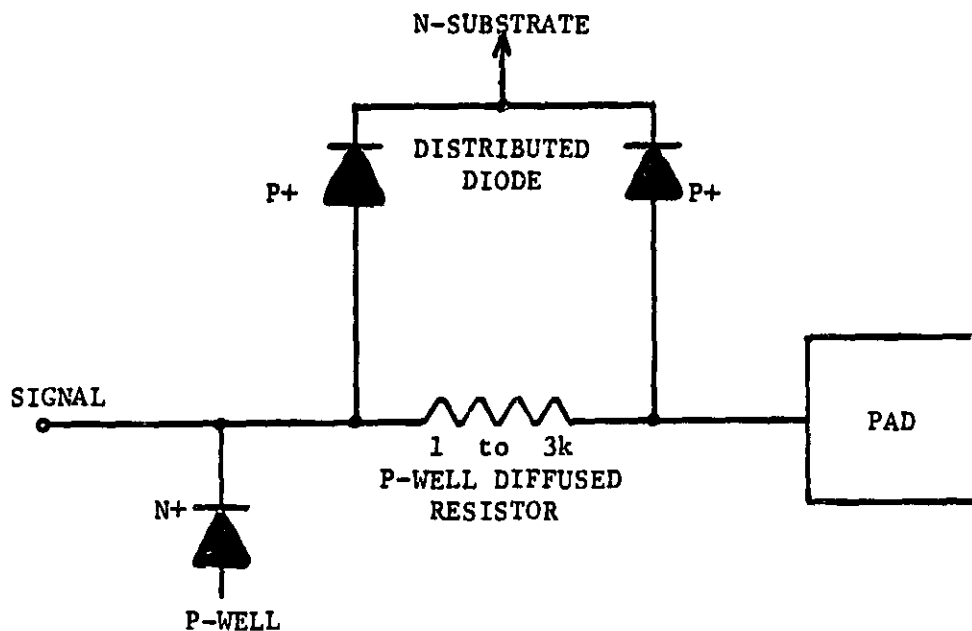 N-SUBSTRATE
DISTRIBUTED
DIODE
P+
P+
SIGNAL
1 to 3k
P-WELL DIFFUSED
RESISTOR
PAD
N+
P-WELL